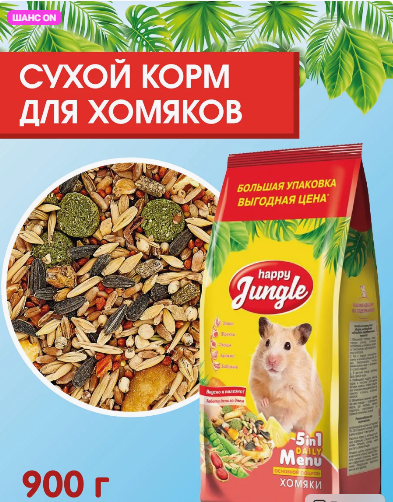 ШАНС ON
СУХОЙ КОРМ
ДЛЯ ХОМЯКОВ
БОЛЬШАЯ УПАКОВКА
ВЫГОДНАЯ ЦЕНА*
happy
Jungle
5in1
DAILY
Menu
ХОМЯКИ
900 г